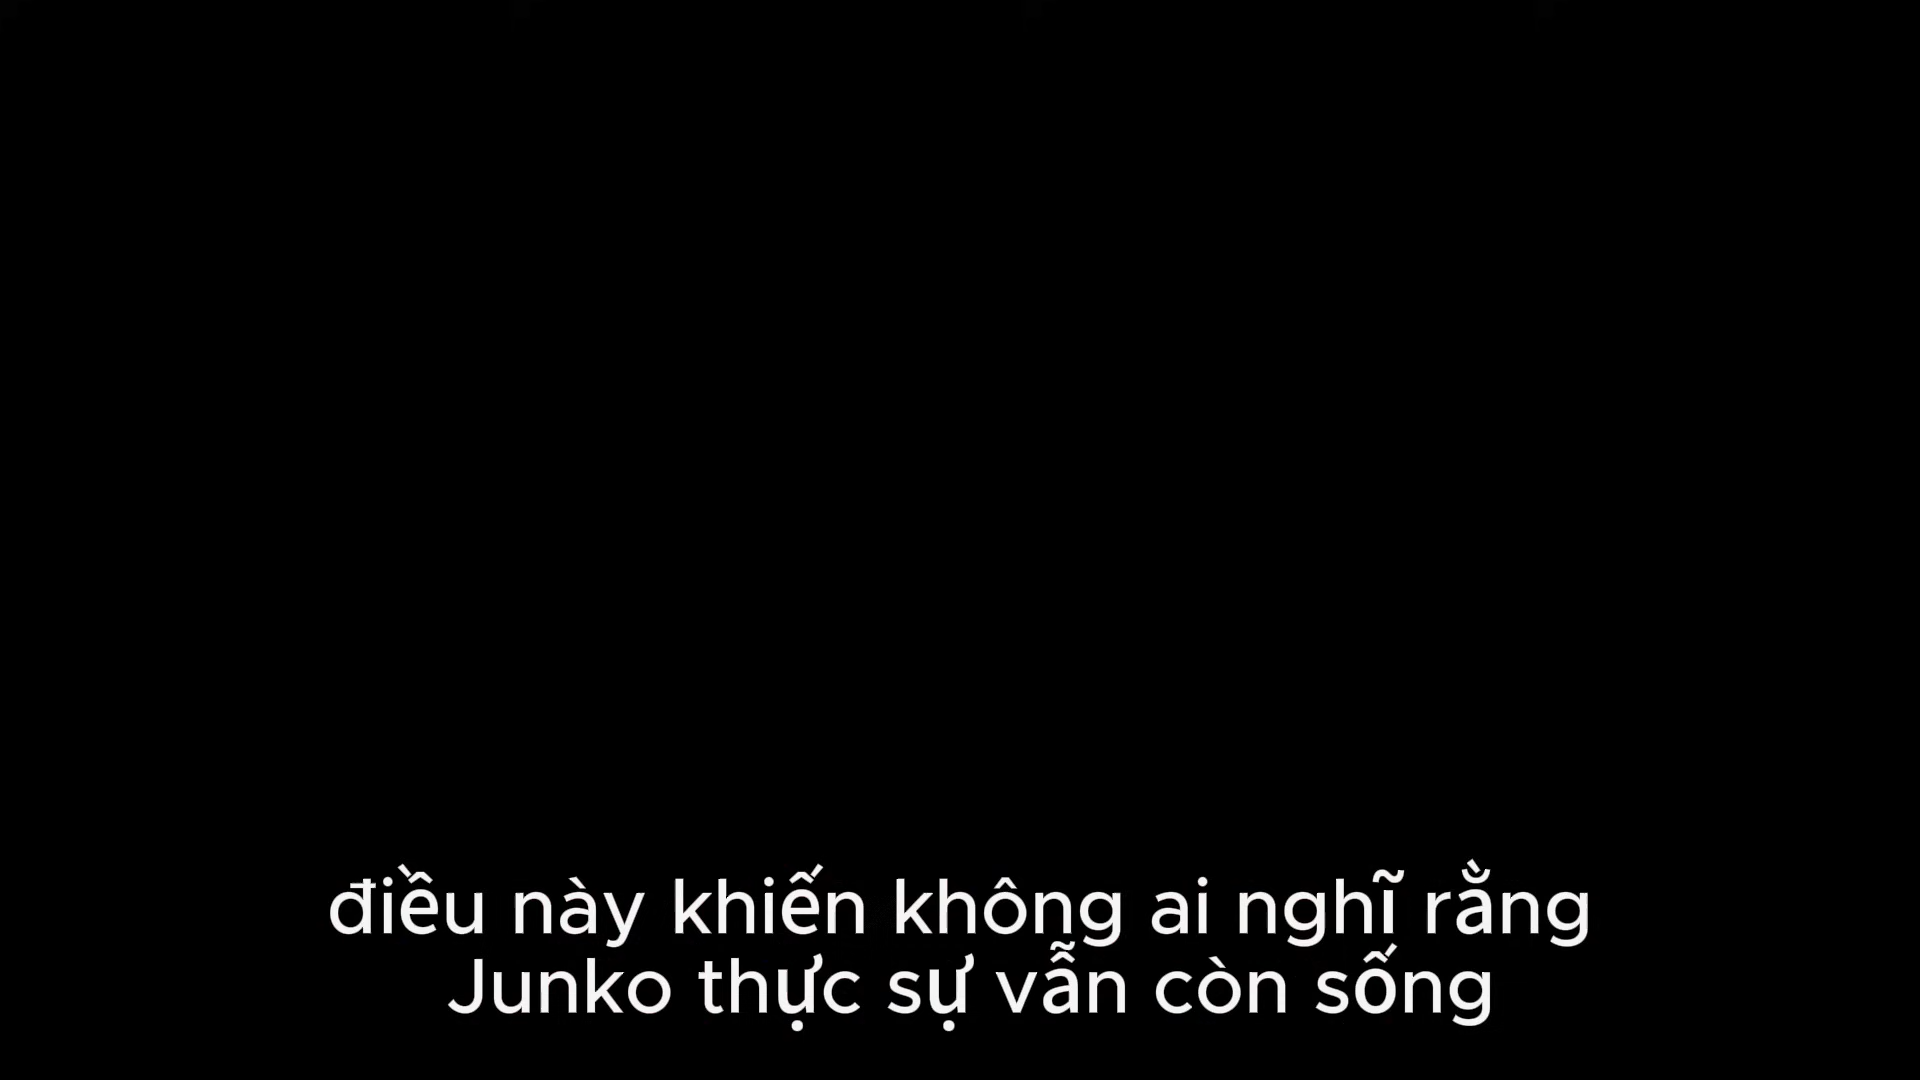 điều này khiến không ai nghĩ rằng
Junko thực sự vẫn còn sống